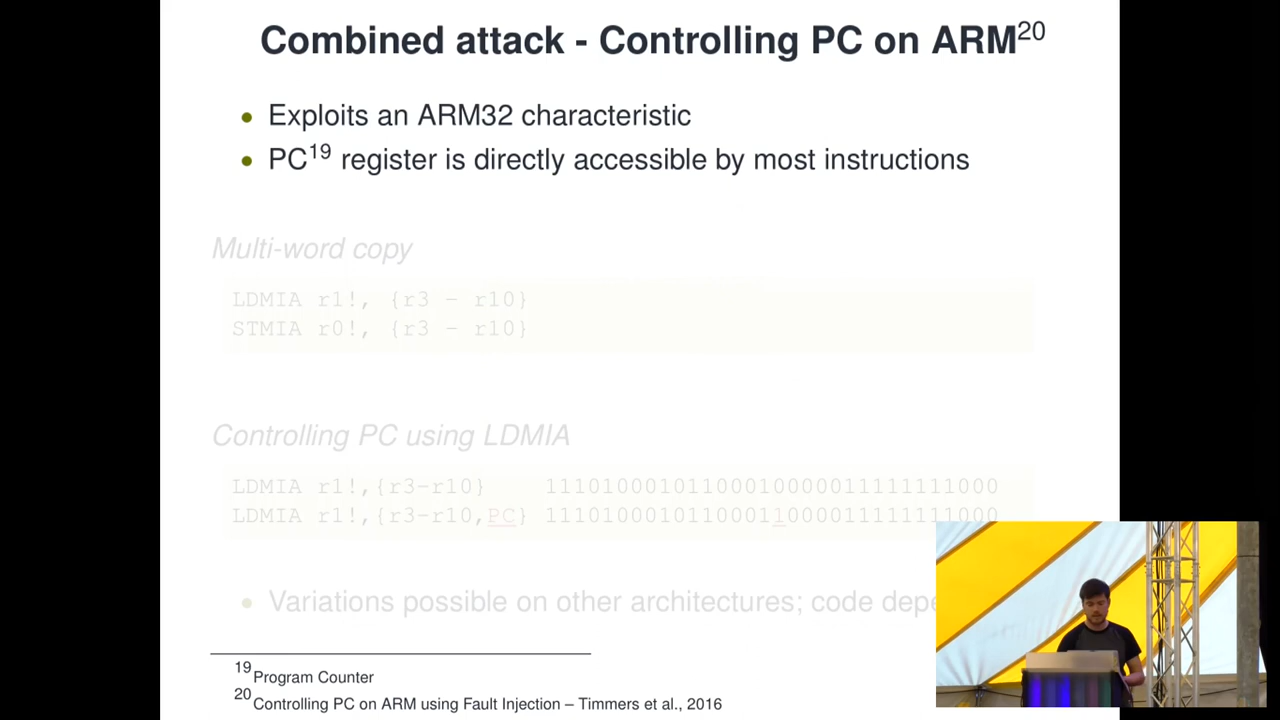 Combined attack - Controlling PC on ARM20
• Exploits an ARM32 characteristic
• PC19 register is directly accessible by most instructions
Multi-word copy
LDMIA r1!, {r3 - r10}
STMIA r0!, {r3 - r10}
Controlling PC using LDMIA
LDMIA r1!,{r3-r10} 11101000101100010000011111111000
LDMIA r1!,{r3-r10,PC} 11101000101100011000011111111000
• Variations possible on other architectures; code
19Program Counter
20Controlling PC on ARM using Fault Injection – Timmers et al., 2016